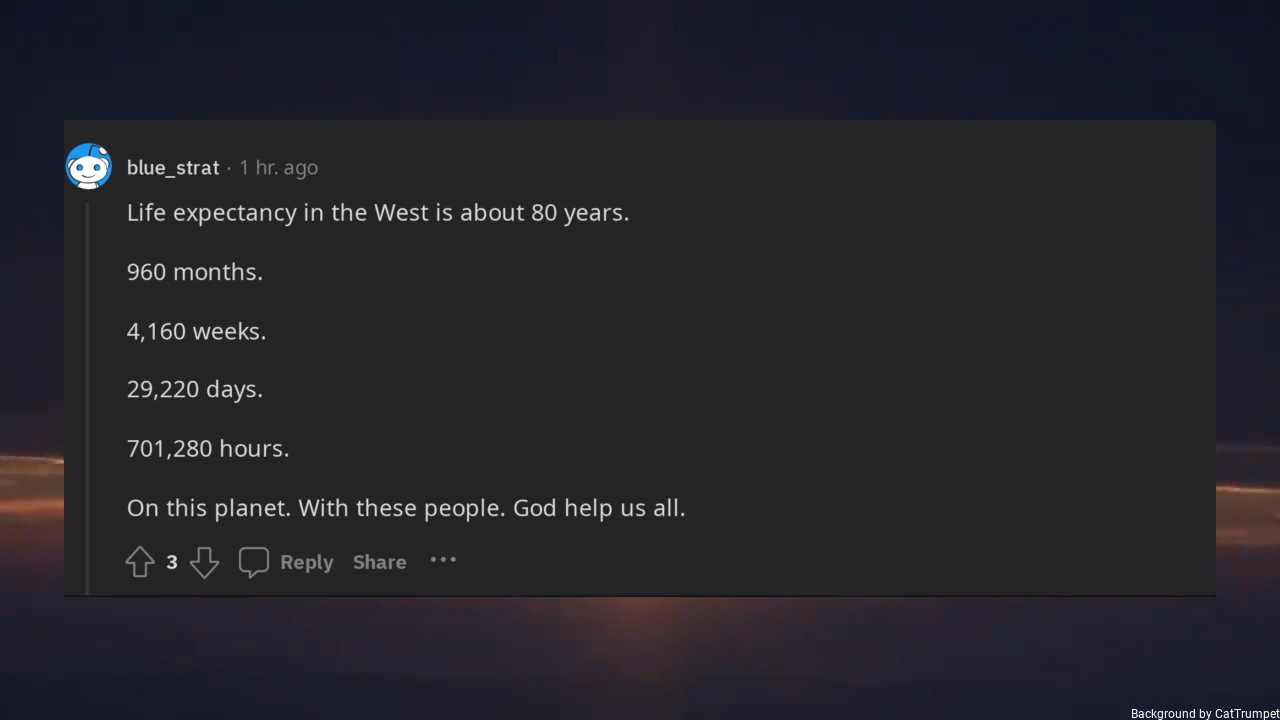 blue_strat · 1 hr. ago
Life expectancy in the West is about 80 years.
960 months.
4,160 weeks.
29,220 days.
701,280 hours.
On this planet. With these people. God help us all.
3 Reply Share ···
Background by CatTrumpet